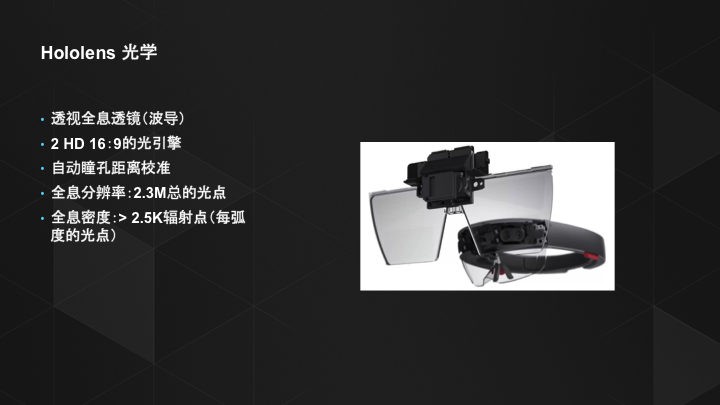 Hololens 光学
• 透视全息透镜（波导）
• 2 HD 16：9的光引擎
• 自动瞳孔距离校准
• 全息分辨率：2.3M总的光点
• 全息密度：> 2.5K辐射点（每弧
度的光点）